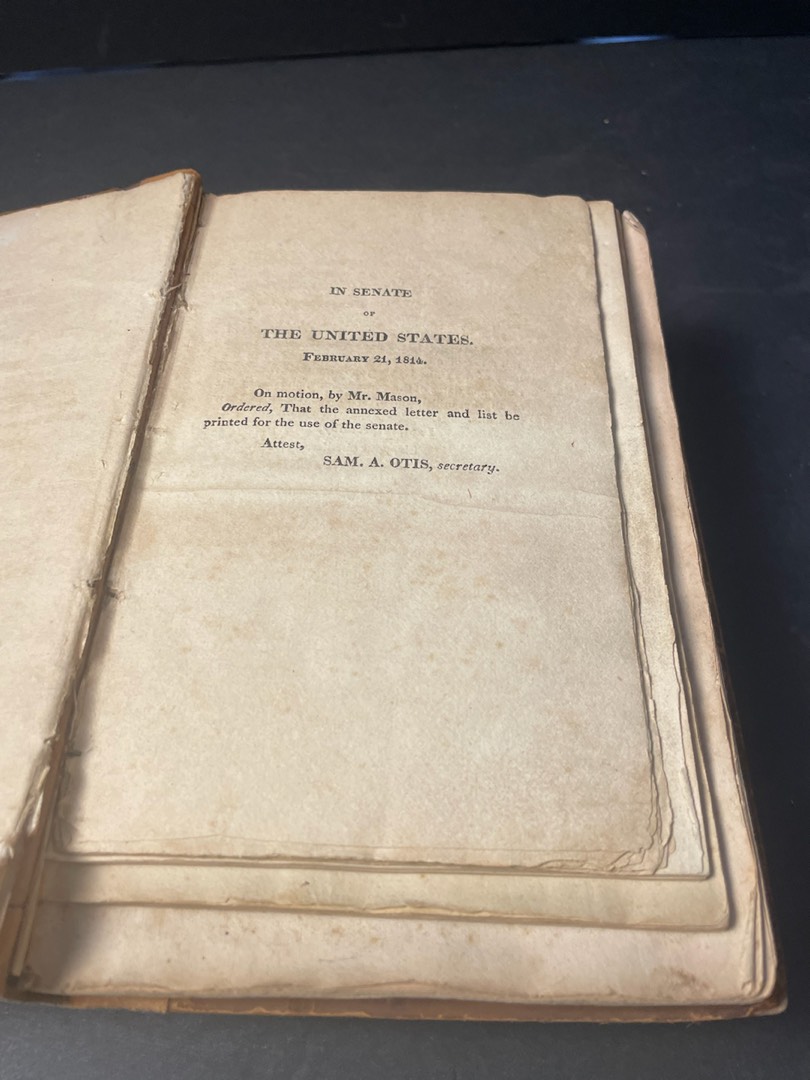 IN SENATE
OF
THE UNITED STATES.
FEBRUARY 21, 1814.
On motion, by Mr. Mason,
Ordered, That the annexed letter and list be
printed for the use of the senate.
Attest,
SAM. A. OTIS, secretary.